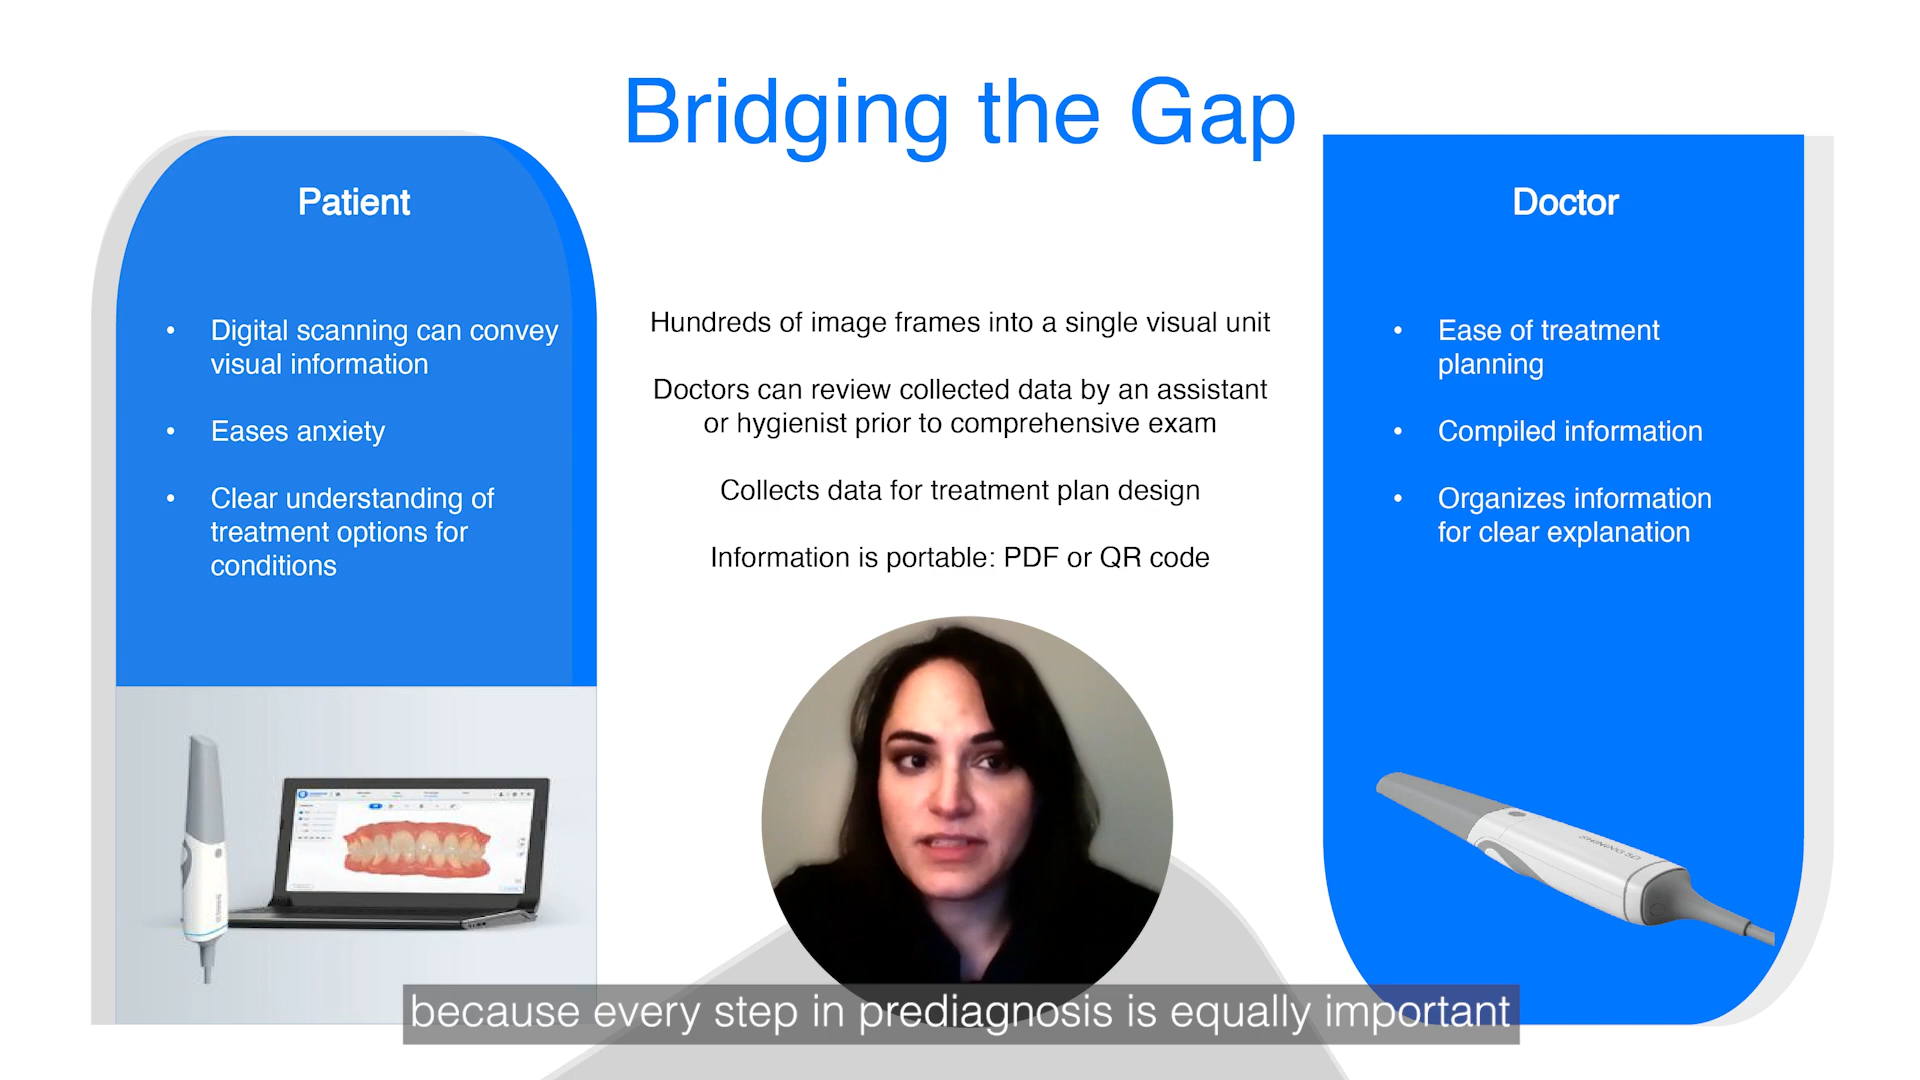 Bridging the Gap
Patient
• Digital scanning can convey
visual information
• Eases anxiety
• Clear understanding of
treatment options for
conditions
Hundreds of image frames into a single visual unit
Doctors can review collected data by an assistant
or hygienist prior to comprehensive exam
Collects data for treatment plan design
Information is portable: PDF or QR code
Doctor
• Ease of treatment
planning
• Compiled information
• Organizes information
for clear explanation
because every step in prediagnosis is equally important